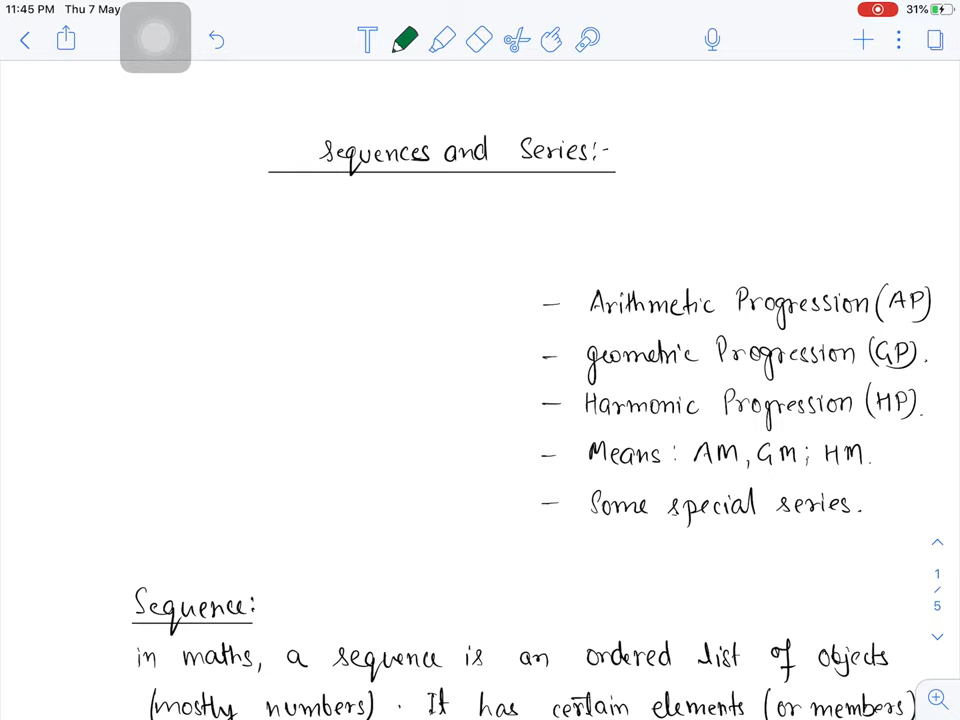 11:45 PM Thu 7 May 31%
Sequences and Series:-
- Arithmetic Progression (AP)
- geometric Progression (GP).
- Harmonic Progression (HP).
- Means: AM, GM; HM.
- Some special series.
Sequence:
in maths, a sequence is an ordered list of objects
(mostly numbers). It has certain elements (or members)
1
/
5